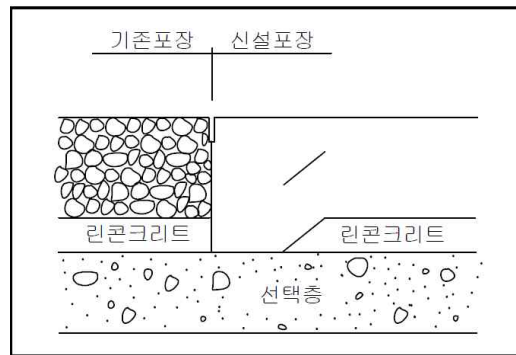 기존포장 신설포장
린콘크리트 린콘크리트
선택층